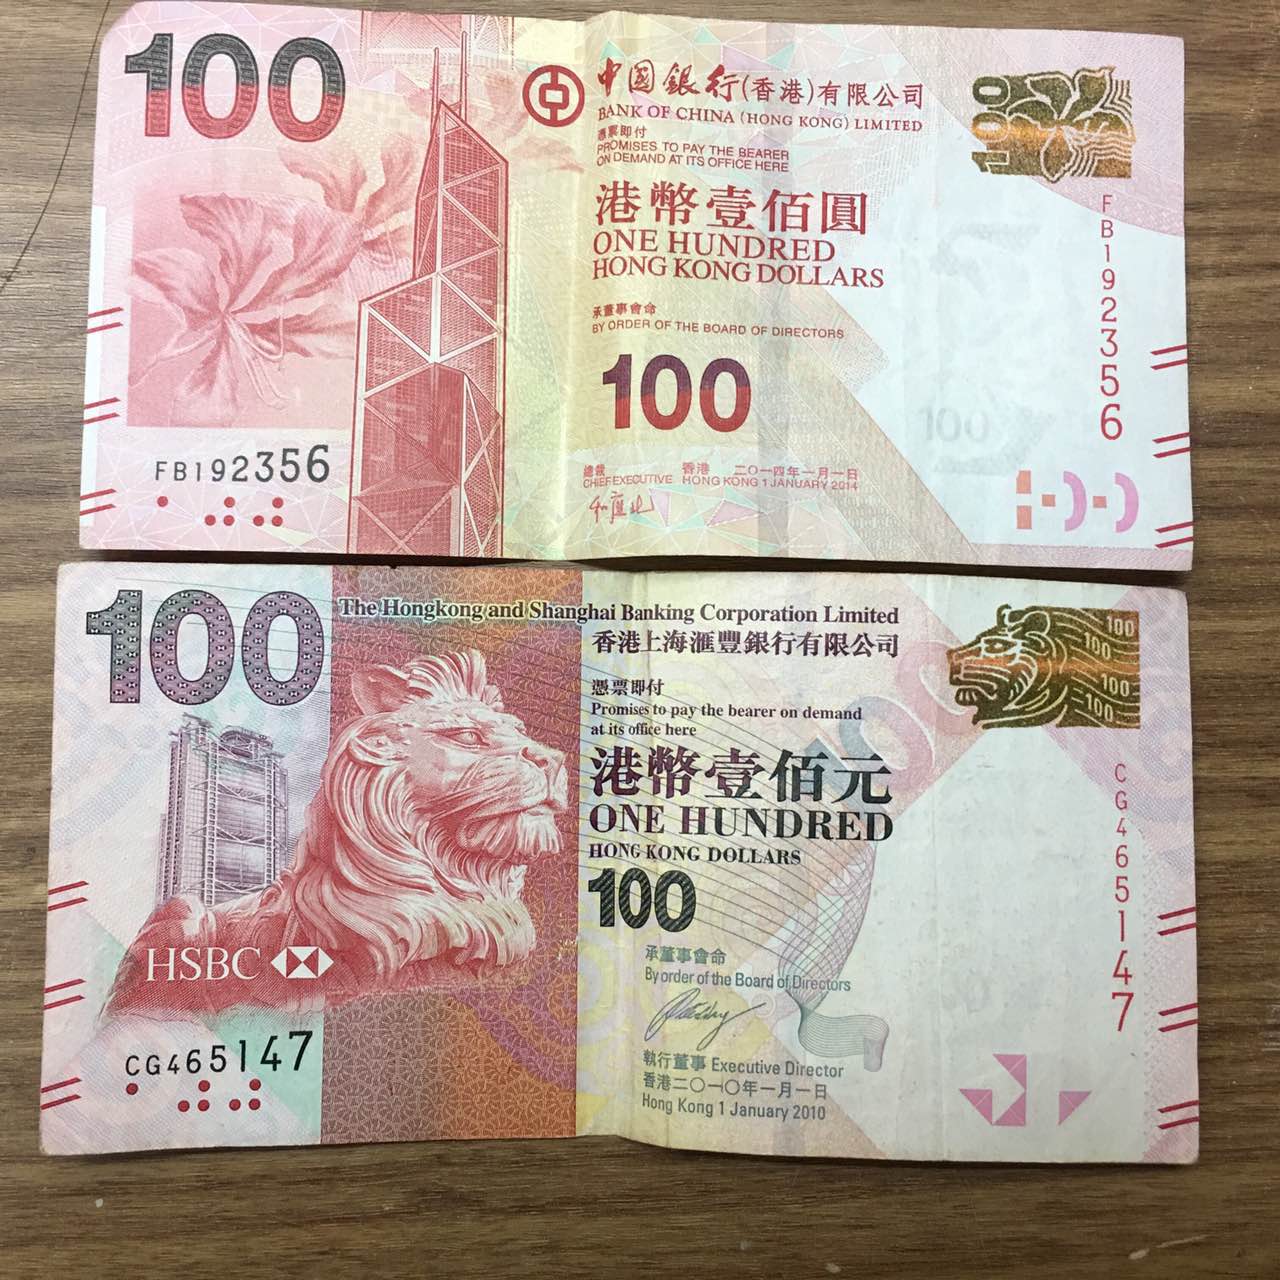 100
中国銀行(香港)有限公司
BANK OF CHINA (HONG KONG) LIMITED
憑票即付
PROMISES TO PAY THE BEARER
ON DEMAND AT ITS OFFICE HERE
港幣壹佰圓
ONE HUNDRED
HONG KONG DOLLARS
承董事會命
BY ORDER OF THE BOARD OF DIRECTORS
100
總裁
CHIEF EXECUTIVE
香港 二〇一四年一月一日
HONG KONG 1 JANUARY 2014
FB192356
100
FB192356
100
100
The Hongkong and Shanghai Banking Corporation Limited
香港上海滙豐銀行有限公司
憑票即付
Promises to pay the bearer on demand
at its office here
港幣壹佰元
ONE HUNDRED
HONG KONG DOLLARS
100
承董事會命
By order of the Board of Directors
執行董事 Executive Director
香港二〇一〇年一月一日
Hong Kong 1 January 2010
HSBC
CG465147
100
100
100
100
CG465147
100